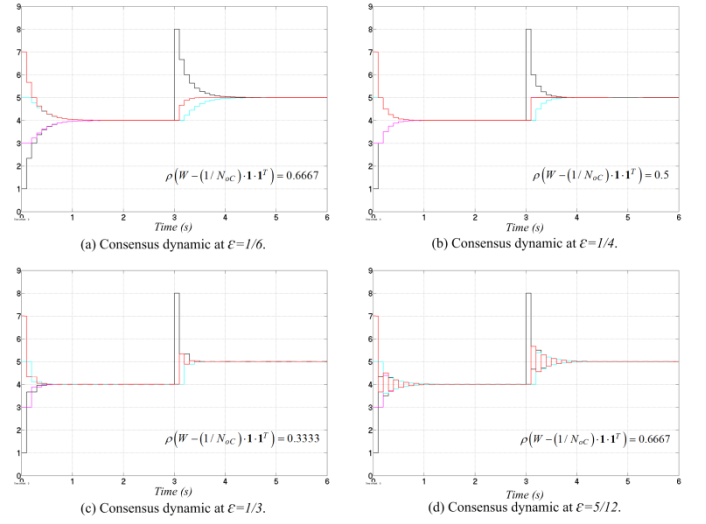 9 9
8 8
7 7
6 6
5 5
4 4
3 3
2 2
1 1
0 0
ρ(W−(1/N_oC)·1·1^T)=0.6667 ρ(W−(1/N_oC)·1·1^T)=0.5
0 1 2 3 4 5 6 0 1 2 3 4 5 6
Time (s) Time (s)
(a) Consensus dynamic at ε=1/6. (b) Consensus dynamic at ε=1/4.
9 9
8 8
7 7
6 6
5 5
4 4
3 3
2 2
1 1
0 0
ρ(W−(1/N_oC)·1·1^T)=0.3333 ρ(W−(1/N_oC)·1·1^T)=0.6667
0 1 2 3 4 5 6 0 1 2 3 4 5 6
Time (s) Time (s)
(c) Consensus dynamic at ε=1/3. (d) Consensus dynamic at ε=5/12.